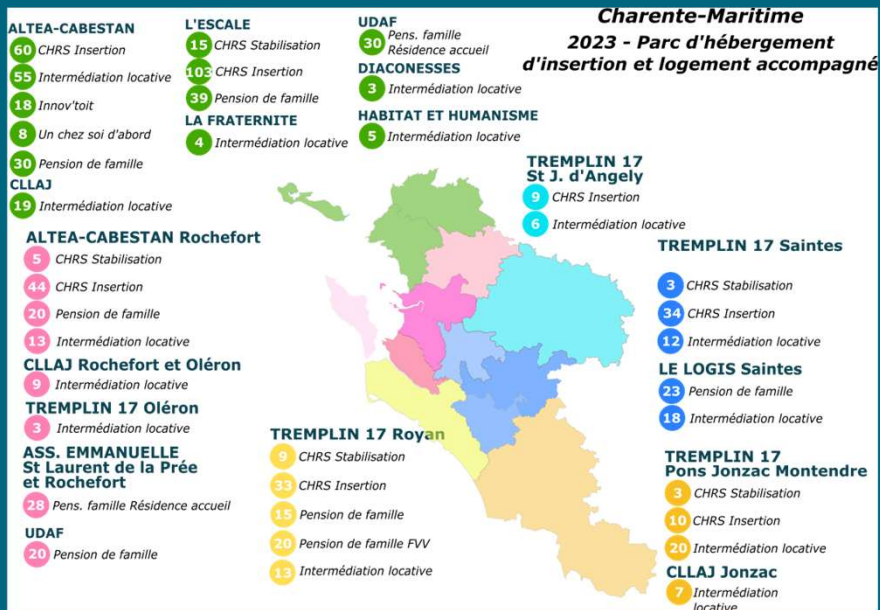 Charente-Maritime
2023 - Parc d'hébergement
d'insertion et logement accompagné
ALTEA-CABESTAN
60 CHRS Insertion
55 Intermédiation locative
18 Innov'toit
8 Un chez soi d'abord
30 Pension de famille
CLLAJ
19 Intermédiation locative
L'ESCALE
15 CHRS Stabilisation
103 CHRS Insertion
39 Pension de famille
LA FRATERNITE
4 Intermédiation locative
UDAF
30 Pens. famille
Résidence accueil
DIACONESSES
3 Intermédiation locative
HABITAT ET HUMANISME
5 Intermédiation locative
TREMPLIN 17
St J. d'Angely
9 CHRS Insertion
6 Intermédiation locative
ALTEA-CABESTAN Rochefort
5 CHRS Stabilisation
44 CHRS Insertion
20 Pension de famille
13 Intermédiation locative
CLLAJ Rochefort et Oléron
9 Intermédiation locative
TREMPLIN 17 Oléron
3 Intermédiation locative
ASS. EMMANUELLE
St Laurent de la Prée
et Rochefort
28 Pens. famille Résidence accueil
UDAF
20 Pension de famille
TREMPLIN 17 Royan
9 CHRS Stabilisation
33 CHRS Insertion
15 Pension de famille
20 Pension de famille FVV
13 Intermédiation locative
TREMPLIN 17 Saintes
3 CHRS Stabilisation
34 CHRS Insertion
12 Intermédiation locative
LE LOGIS Saintes
23 Pension de famille
18 Intermédiation locative
TREMPLIN 17
Pons Jonzac Montendre
3 CHRS Stabilisation
10 CHRS Insertion
20 Intermédiation locative
CLLAJ Jonzac
7 Intermédiation
locative